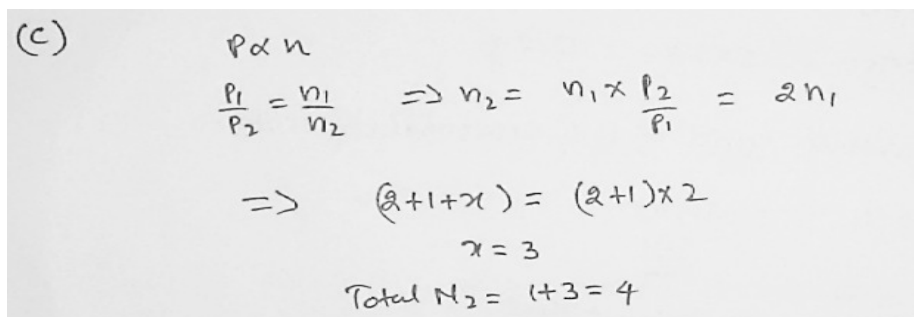 (c)
P ∝ n
P1/P2 = n1/n2 => n2 = n1 × P2/P1 = 2n1
=> (2+1+x) = (2+1)×2
x = 3
Total N2 = 1+3 = 4